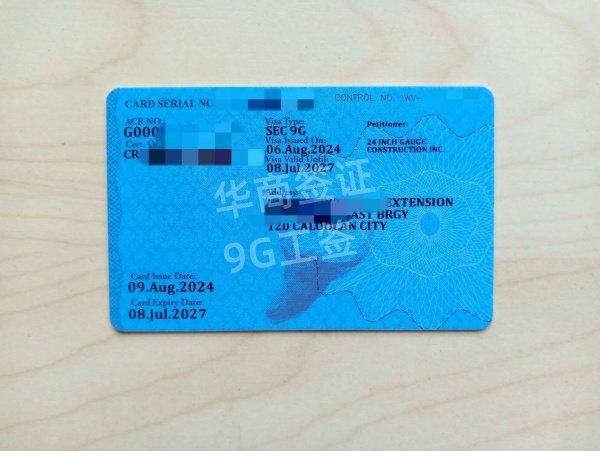 CARD SERIAL NO.
CONTROL NO. :WV-
ACR NO.:
G000
Cert. Of
CR
Visa Type:
SEC 9G
Visa Issued On:
06.Aug.2024
Visa Valid Until:
08.Jul.2027
Petitioner:
24 INCH GAUGE
CONSTRUCTION INC.
华商签证
Address:
EXTENSION
EAST BRGY
120 CALOOCAN CITY
9G工签
Card Issue Date:
09.Aug.2024
Card Expiry Date:
08.Jul.2027